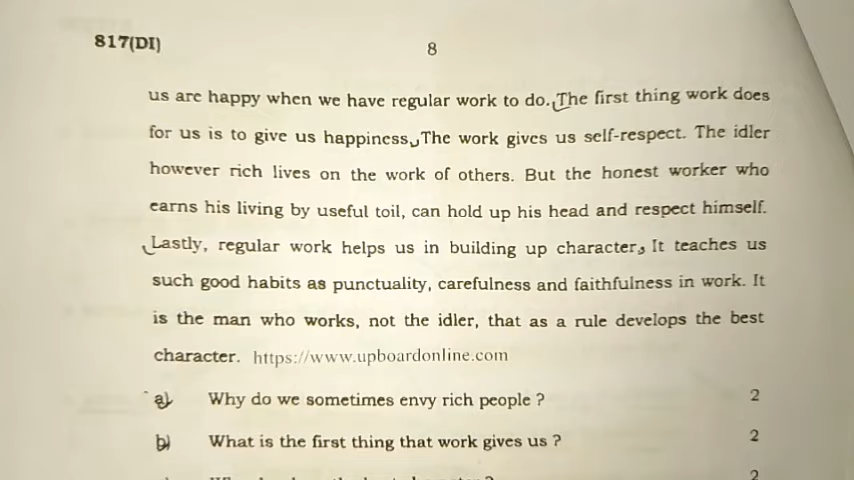 817(DI)
8
us are happy when we have regular work to do. The first thing work does
for us is to give us happiness. The work gives us self-respect. The idler
however rich lives on the work of others. But the honest worker who
earns his living by useful toil, can hold up his head and respect himself.
Lastly, regular work helps us in building up character. It teaches us
such good habits as punctuality, carefulness and faithfulness in work. It
is the man who works, not the idler, that as a rule develops the best
character. https://www.upboardonline.com
a) Why do we sometimes envy rich people ? 2
b) What is the first thing that work gives us ? 2
2